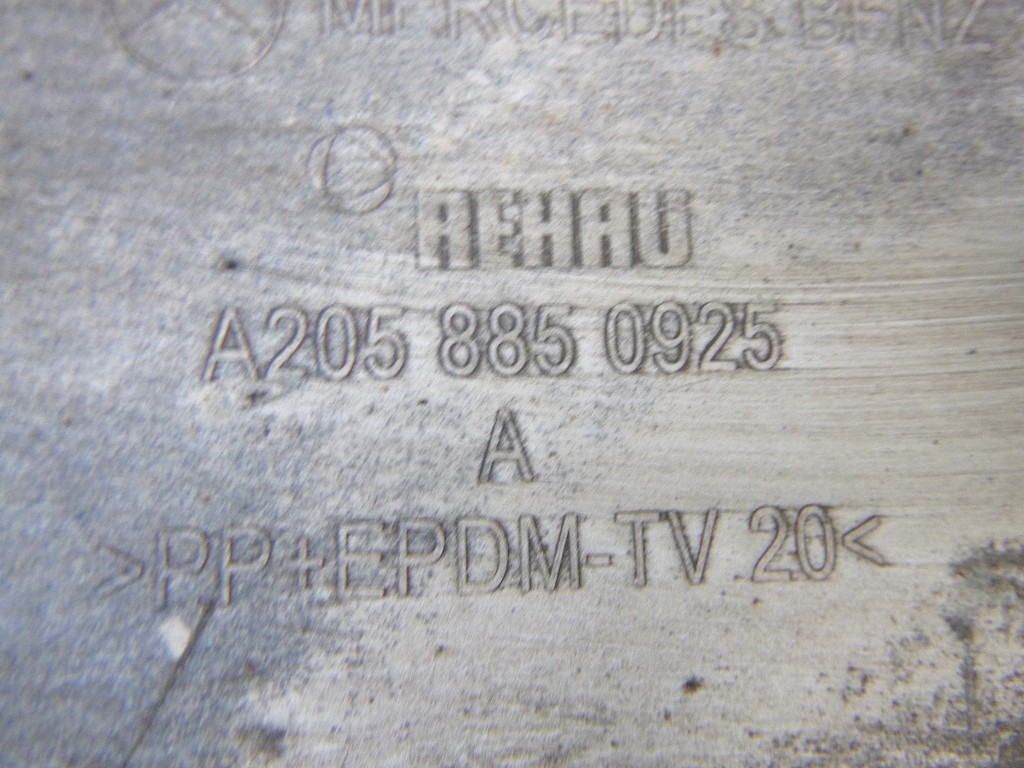 MERCEDES BENZ
REHAU
A205 885 0925
A
>PP+EPDM-TV 20<